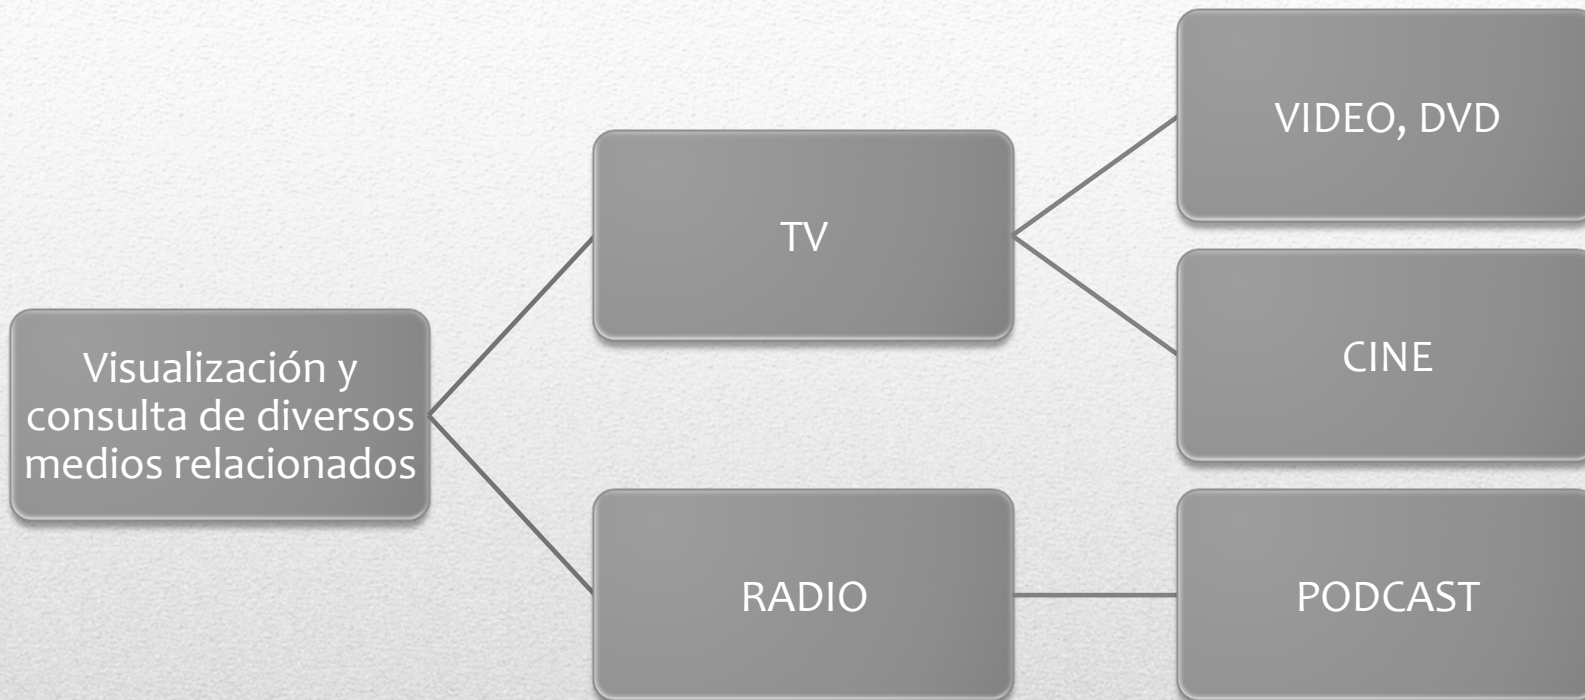 Visualización y
consulta de diversos
medios relacionados
TV
VIDEO, DVD
CINE
RADIO
PODCAST